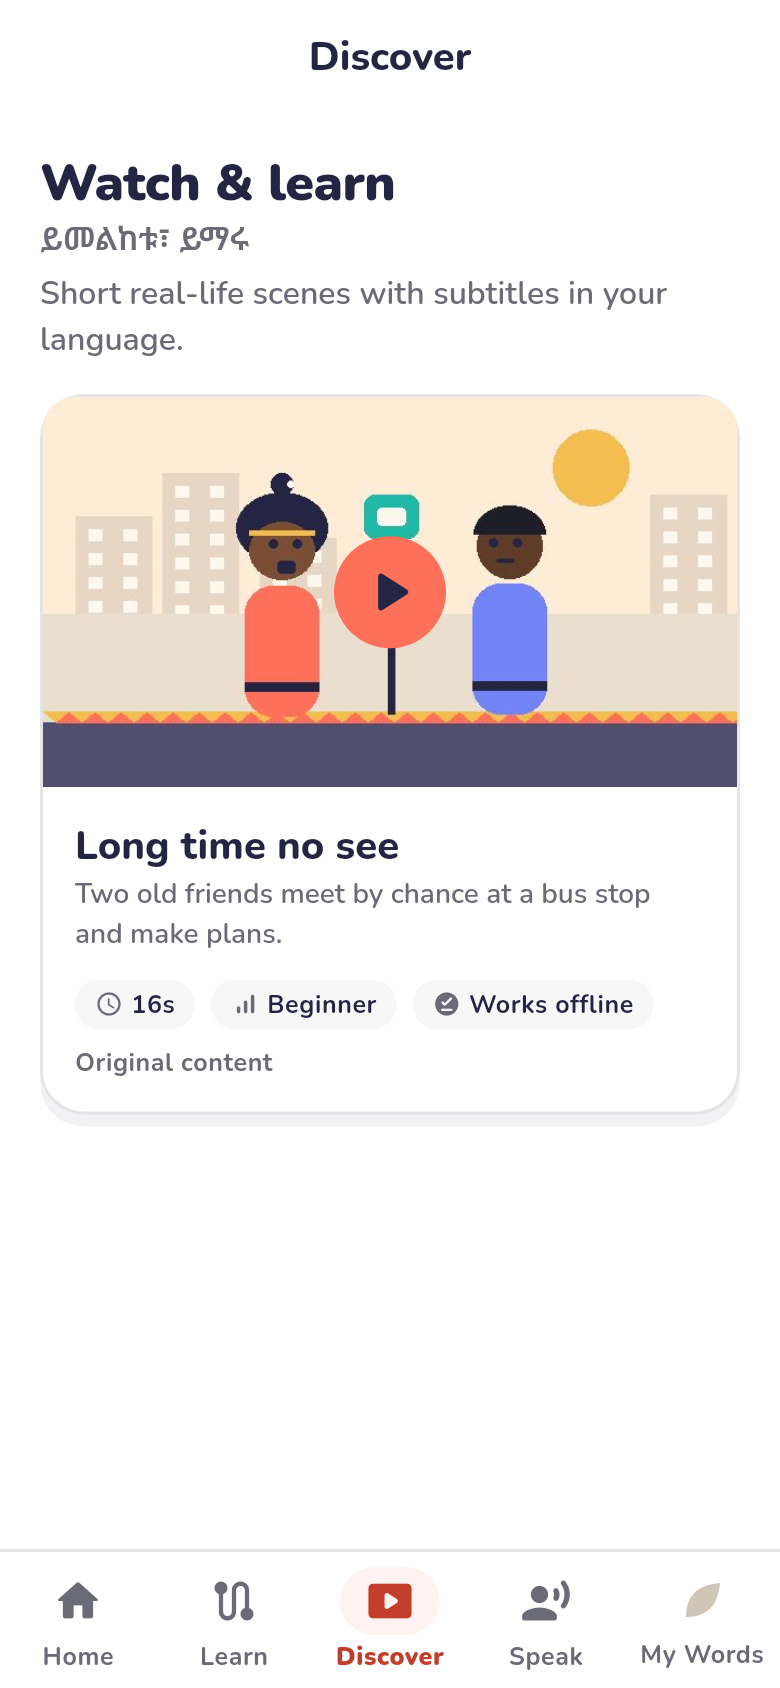 Discover
Watch & learn
ይመልከቱ፣ ይማሩ
Short real-life scenes with subtitles in your
language.
Long time no see
Two old friends meet by chance at a bus stop
and make plans.
16s Beginner Works offline
Original content
Home Learn Discover Speak My Words